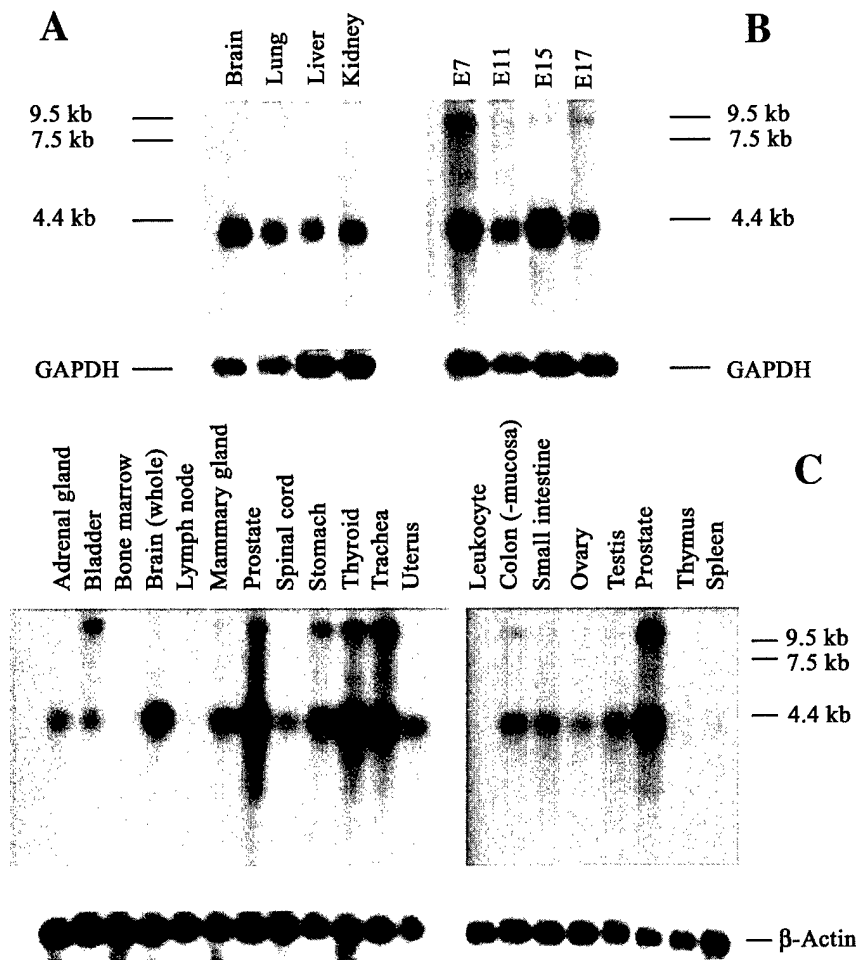 A
B
Brain
Lung
Liver
Kidney
E7
E11
E15
E17
9.5 kb
7.5 kb
4.4 kb
GAPDH
9.5 kb
7.5 kb
4.4 kb
GAPDH
C
Adrenal gland
Bladder
Bone marrow
Brain (whole)
Lymph node
Mammary gland
Prostate
Spinal cord
Stomach
Thyroid
Trachea
Uterus
Leukocyte
Colon (-mucosa)
Small intestine
Ovary
Testis
Prostate
Thymus
Spleen
9.5 kb
7.5 kb
4.4 kb
β-Actin